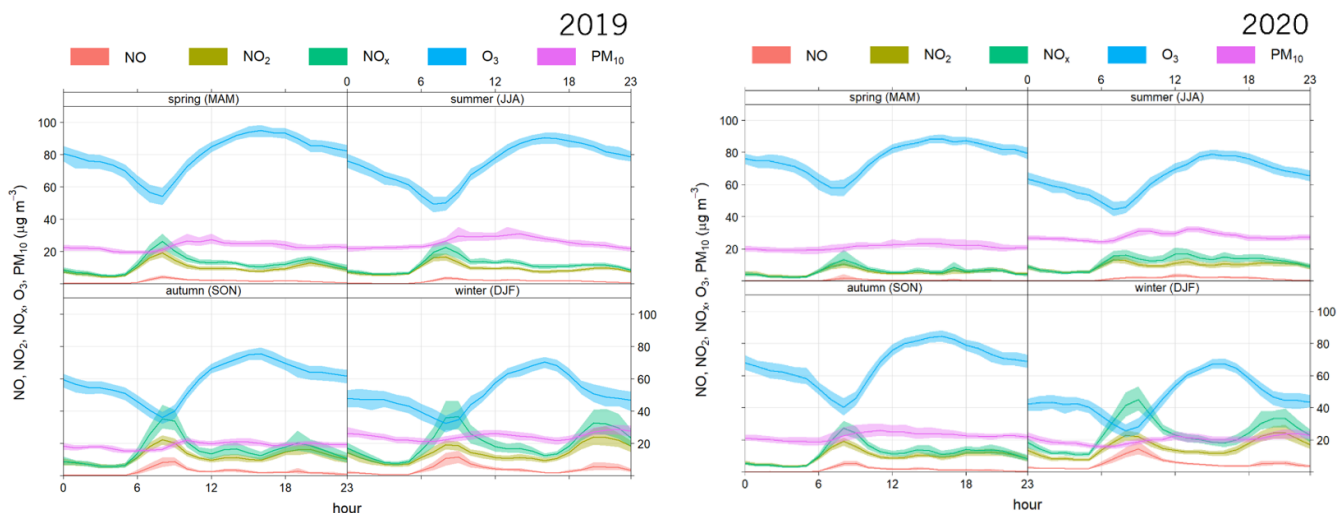 2019
NO NO₂ NOₓ O₃ PM₁₀
0 6 12 18 23
spring (MAM) summer (JJA)
100
80
60
40
20
autumn (SON) winter (DJF)
100
80
60
40
20
NO, NO₂, NOₓ, O₃, PM₁₀ (µg m⁻³)
0 6 12 18 23
hour
2020
NO NO₂ NOₓ O₃ PM₁₀
0 6 12 18 23
spring (MAM) summer (JJA)
100
80
60
40
20
autumn (SON) winter (DJF)
100
80
60
40
20
NO, NO₂, NOₓ, O₃, PM₁₀ (µg m⁻³)
0 6 12 18 23
hour